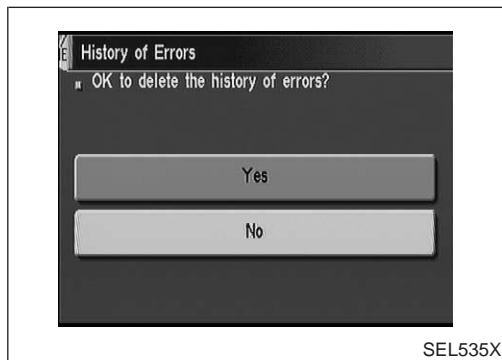 E
History of Errors
OK to delete the history of errors?
Yes
No
SEL535X